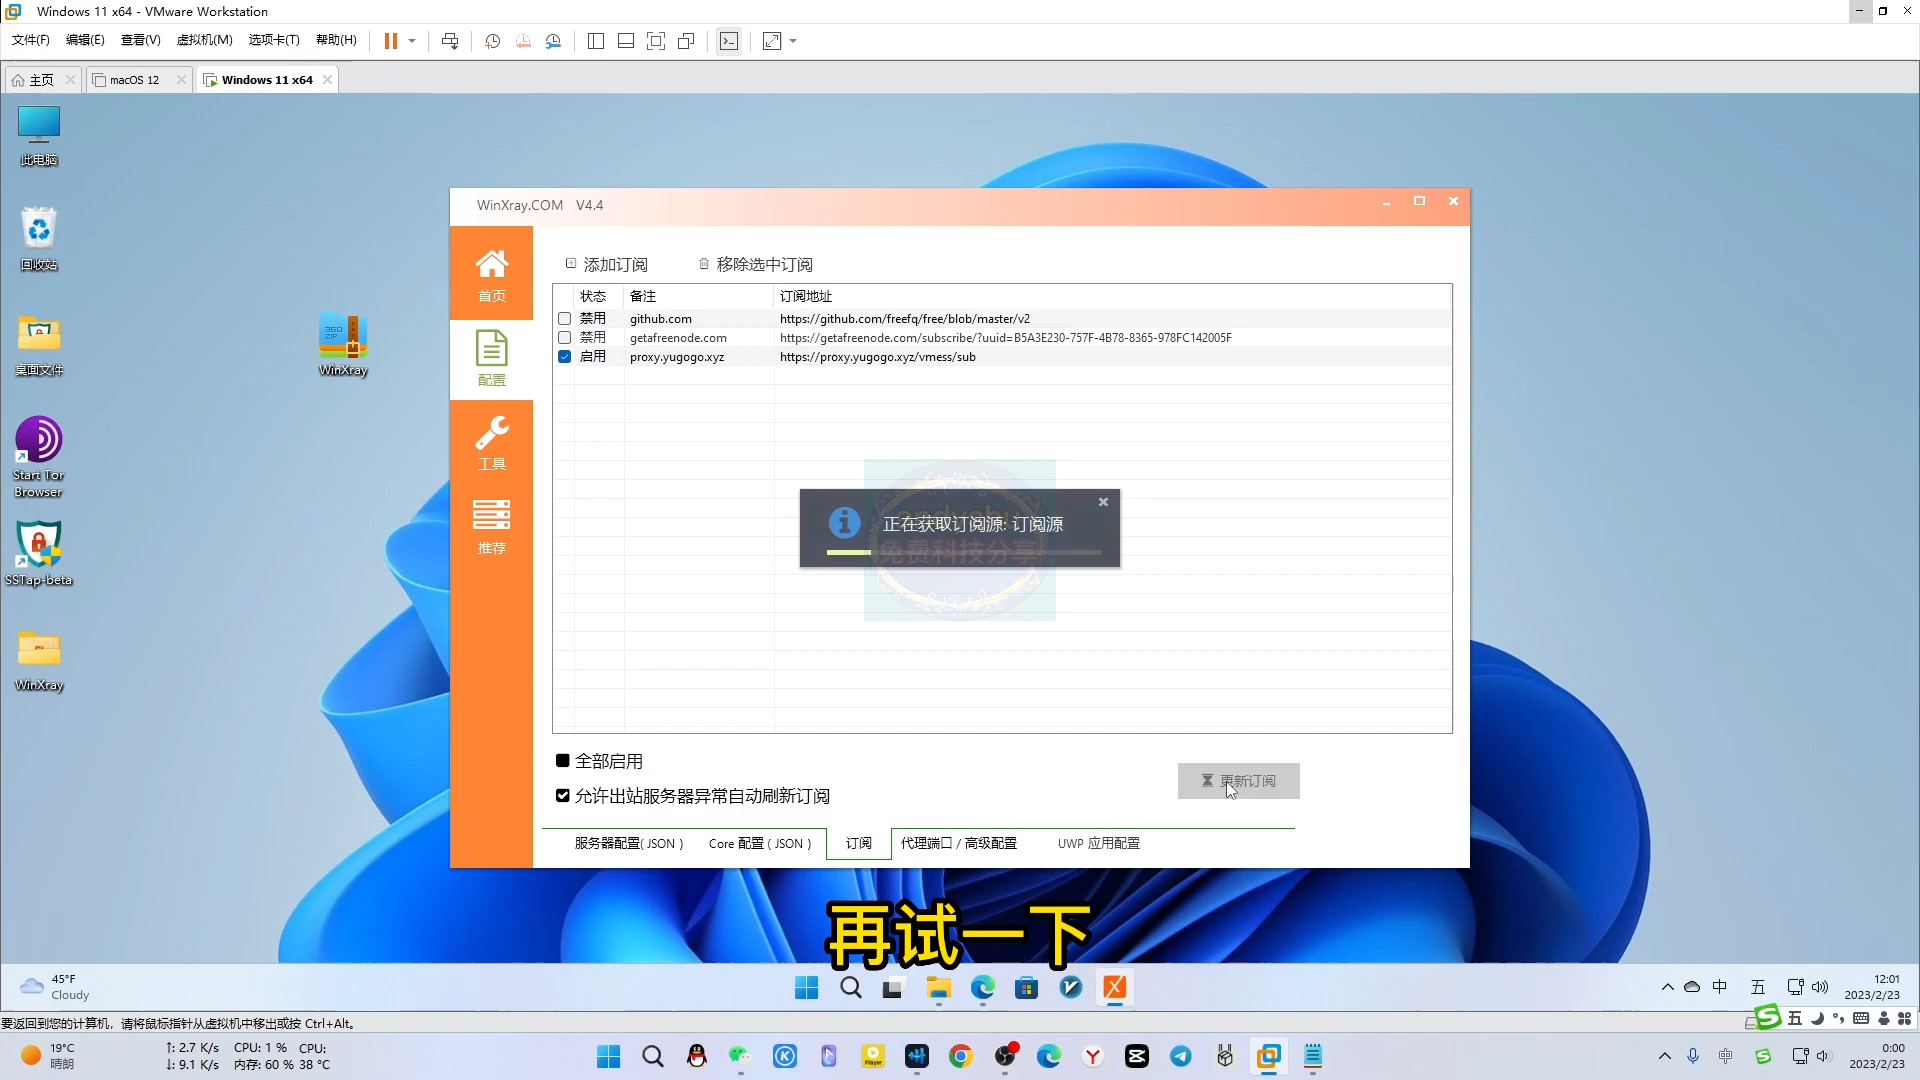 Windows 11 x64 - VMware Workstation
文件(F) 编辑(E) 查看(V) 虚拟机(M) 选项卡(T) 帮助(H)
主页 macOS 12 Windows 11 x64
此电脑
回收站
桌面文件
Start Tor
Browser
SSTap-beta
WinXray
WinXray
WinXray.COM V4.4
首页
配置
工具
推荐
添加订阅 移除选中订阅
状态 备注 订阅地址
禁用 github.com https://github.com/freefq/free/blob/master/v2
禁用 getafreenode.com https://getafreenode.com/subscribe/?uuid=B5A3E230-757F-4B78-8365-978FC142005F
启用 proxy.yugogo.xyz https://proxy.yugogo.xyz/vmess/sub
正在获取订阅源: 订阅源
免费科技分享
全部启用
允许出站服务器异常自动刷新订阅
更新订阅
服务器配置( JSON ) Core 配置 ( JSON ) 订阅 代理端口 / 高级配置 UWP 应用配置
再试一下
45°F
Cloudy
中 五
12:01
2023/2/23
要返回到您的计算机，请将鼠标指针从虚拟机中移出或按 Ctrl+Alt。
五
19°C
晴朗
↑: 2.7 K/s CPU: 1 % CPU:
↓: 9.1 K/s 内存: 60 % 38 °C
Player
中
0:00
2023/2/23